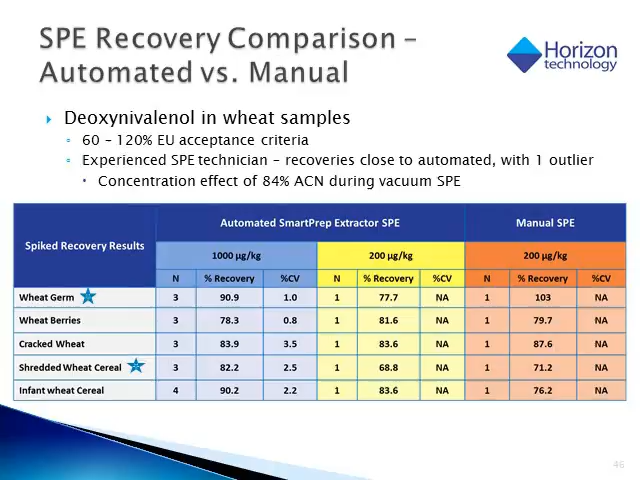 SPE Recovery Comparison –
Automated vs. Manual
Horizon
technology
Deoxynivalenol in wheat samples
60 – 120% EU acceptance criteria
Experienced SPE technician – recoveries close to automated, with 1 outlier
Concentration effect of 84% ACN during vacuum SPE
Spiked Recovery Results Automated SmartPrep Extractor SPE Manual SPE
1000 µg/kg 200 µg/kg 200 µg/kg
N % Recovery %CV N % Recovery %CV N % Recovery %CV
Wheat Germ 3 90.9 1.0 1 77.7 NA 1 103 NA
Wheat Berries 3 78.3 0.8 1 81.6 NA 1 79.7 NA
Cracked Wheat 3 83.9 3.5 1 83.6 NA 1 87.6 NA
Shredded Wheat Cereal 3 82.2 2.5 1 68.8 NA 1 71.2 NA
Infant wheat Cereal 4 90.2 2.2 1 83.6 NA 1 76.2 NA
46